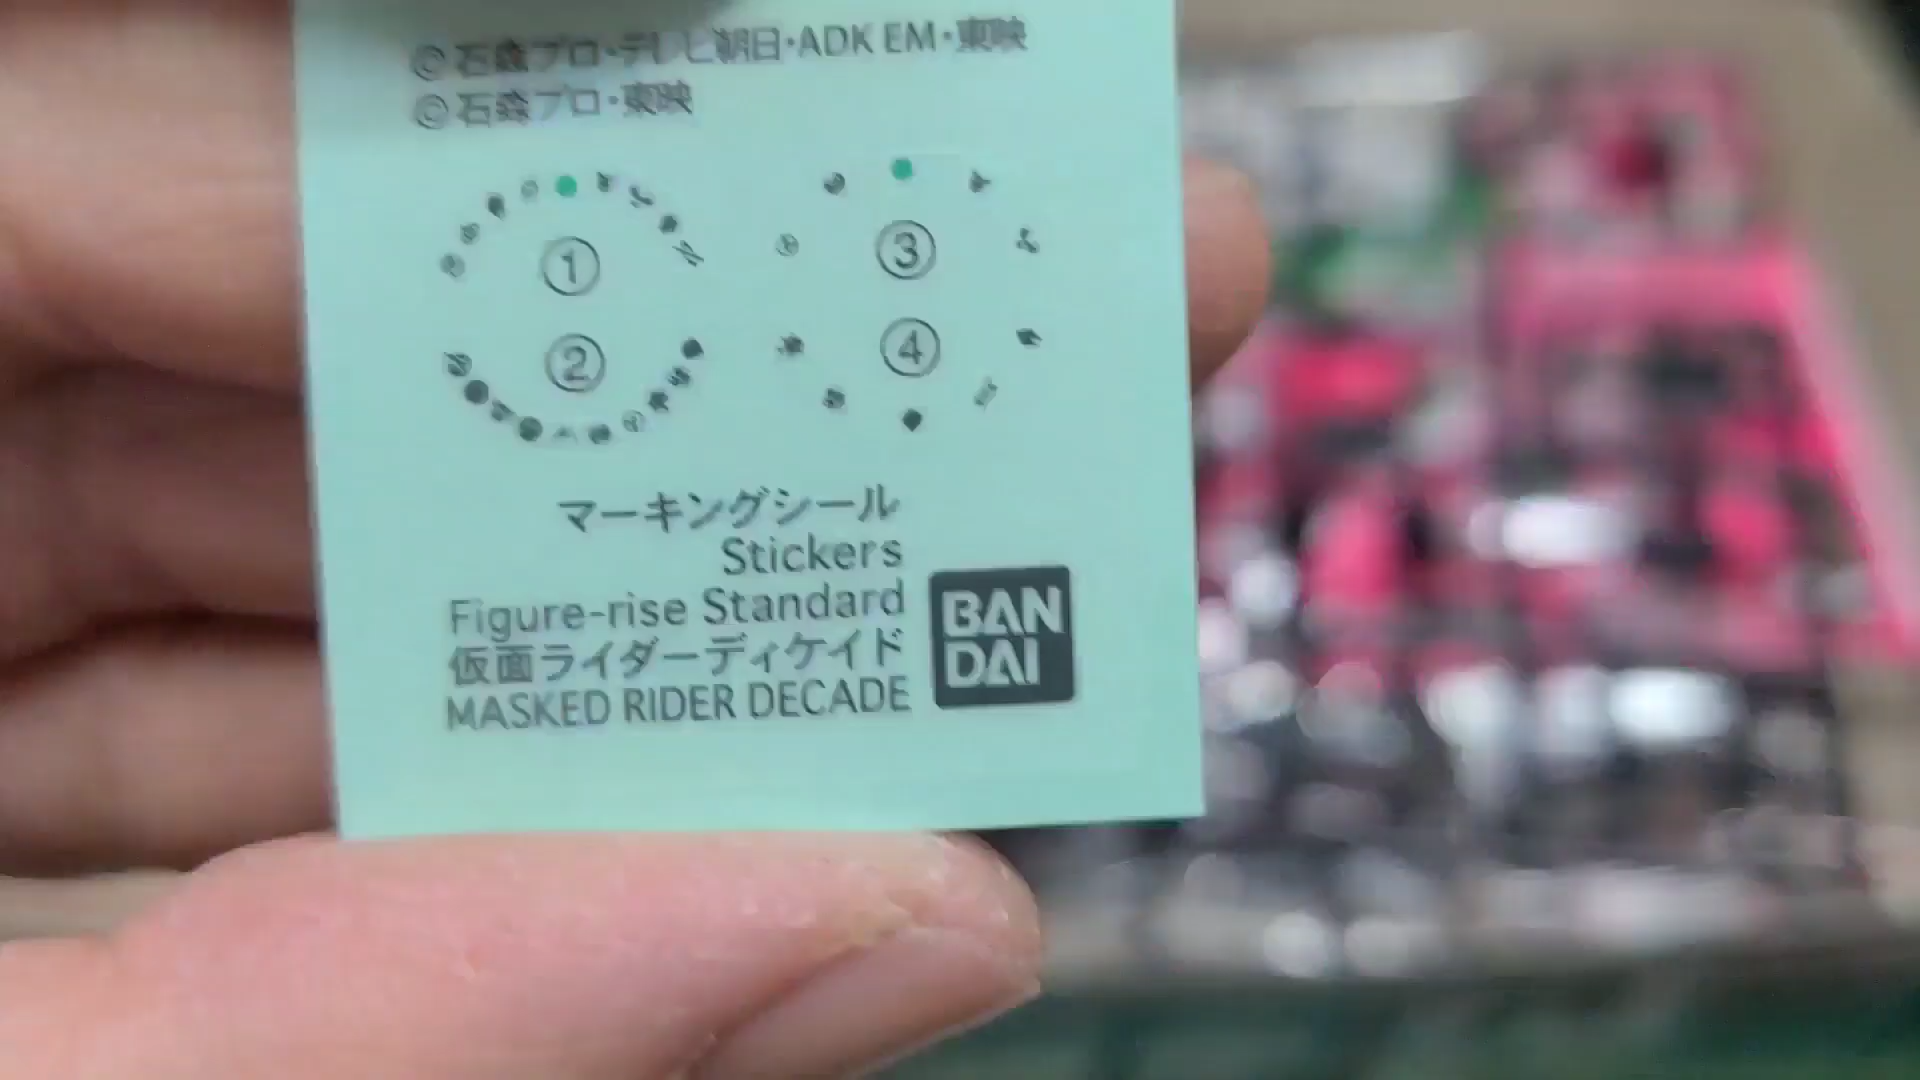 ©石森プロ・テレビ朝日・ADK EM・東映
©石森プロ・東映
① ③
② ④
マーキングシール
Stickers
Figure-rise Standard
仮面ライダーディケイド
MASKED RIDER DECADE
BAN
DAI